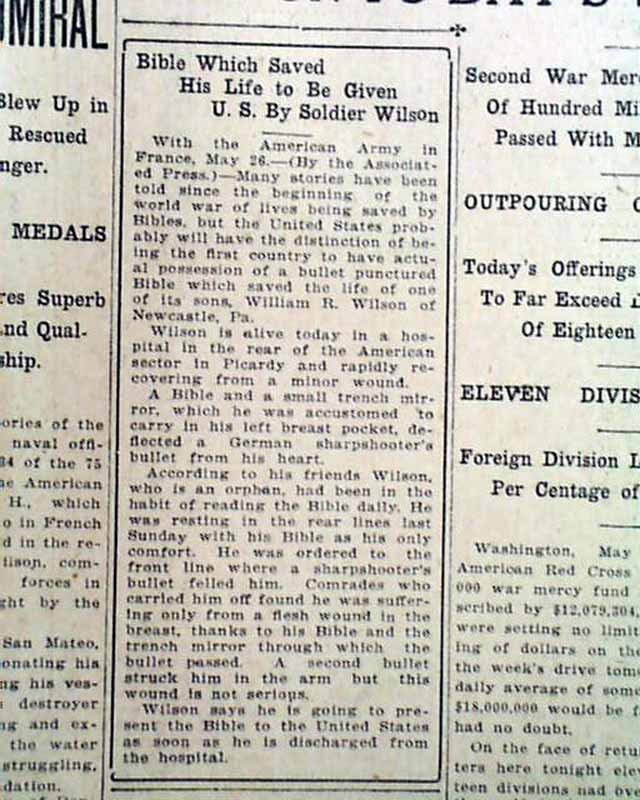 DMIRAL
Blew Up in
Rescued
nger.
MEDALS
res Superb
And Qual-
ship.
ories of the
naval offi-
34 of the 75
he American
H., which
o in French
d in the re-
ilson, com-
forces in
ght by the
San Mateo,
onating his
ng his ves-
destroyer
ng and ex-
the water
struggling,
dation.
Bible Which Saved
His Life to Be Given
U. S. By Soldier Wilson
With the American Army in
France, May 26.—(By the Associat-
ed Press.)—Many stories have been
told since the beginning of the
world war of lives being saved by
Bibles, but the United States prob-
ably will have the distinction of be-
ing the first country to have actu-
al possession of a bullet punctured
Bible which saved the life of one
of its sons, William R. Wilson of
Newcastle, Pa.
Wilson is alive today in a hos-
pital in the rear of the American
sector in Picardy and rapidly re-
covering from a minor wound.
A Bible and a small trench mir-
ror, which he was accustomed to
carry in his left breast pocket, de-
flected a German sharpshooter's
bullet from his heart.
According to his friends Wilson,
who is an orphan, had been in the
habit of reading the Bible daily. He
was resting in the rear lines last
Sunday with his Bible as his only
comfort. He was ordered to the
front line where a sharpshooter's
bullet felled him. Comrades who
carried him off found he was suffer-
ing only from a flesh wound in the
breast, thanks to his Bible and the
trench mirror through which the
bullet passed. A second bullet
struck him in the arm but this
wound is not serious.
Wilson says he is going to pre-
sent the Bible to the United States
as soon as he is discharged from
the hospital.
Second War Merc
Of Hundred Mi
Passed With M
OUTPOURING
Today's Offerings
To Far Exceed
Of Eighteen
ELEVEN DIVIS
Foreign Division L
Per Centage of
Washington, May
American Red Cross
000 war mercy fund
scribed by $12,079,304,
were setting no limit
ing of dollars on the
the week's drive tom
daily average of some
$18,000,000 would be f
had no doubt.
On the face of retu
ters here tonight elev
teen divisions had ove